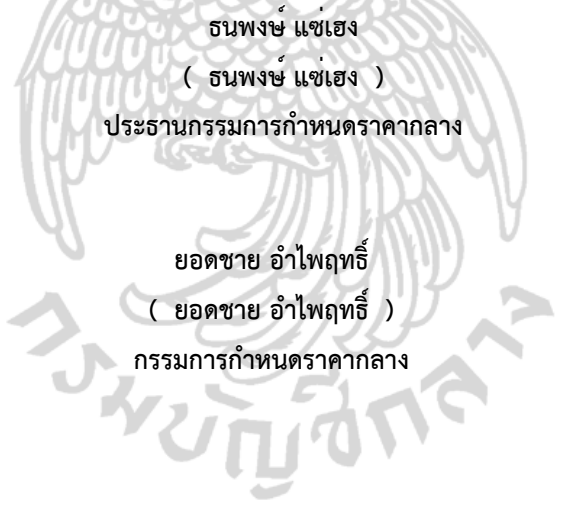 ธนพงษ์ แซ่เฮง
( ธนพงษ์ แซ่เฮง )
ประธานกรรมการกำหนดราคากลาง
ยอดชาย อำไพฤทธิ์
( ยอดชาย อำไพฤทธิ์ )
กรรมการกำหนดราคากลาง
กรมบัญชีกลาง